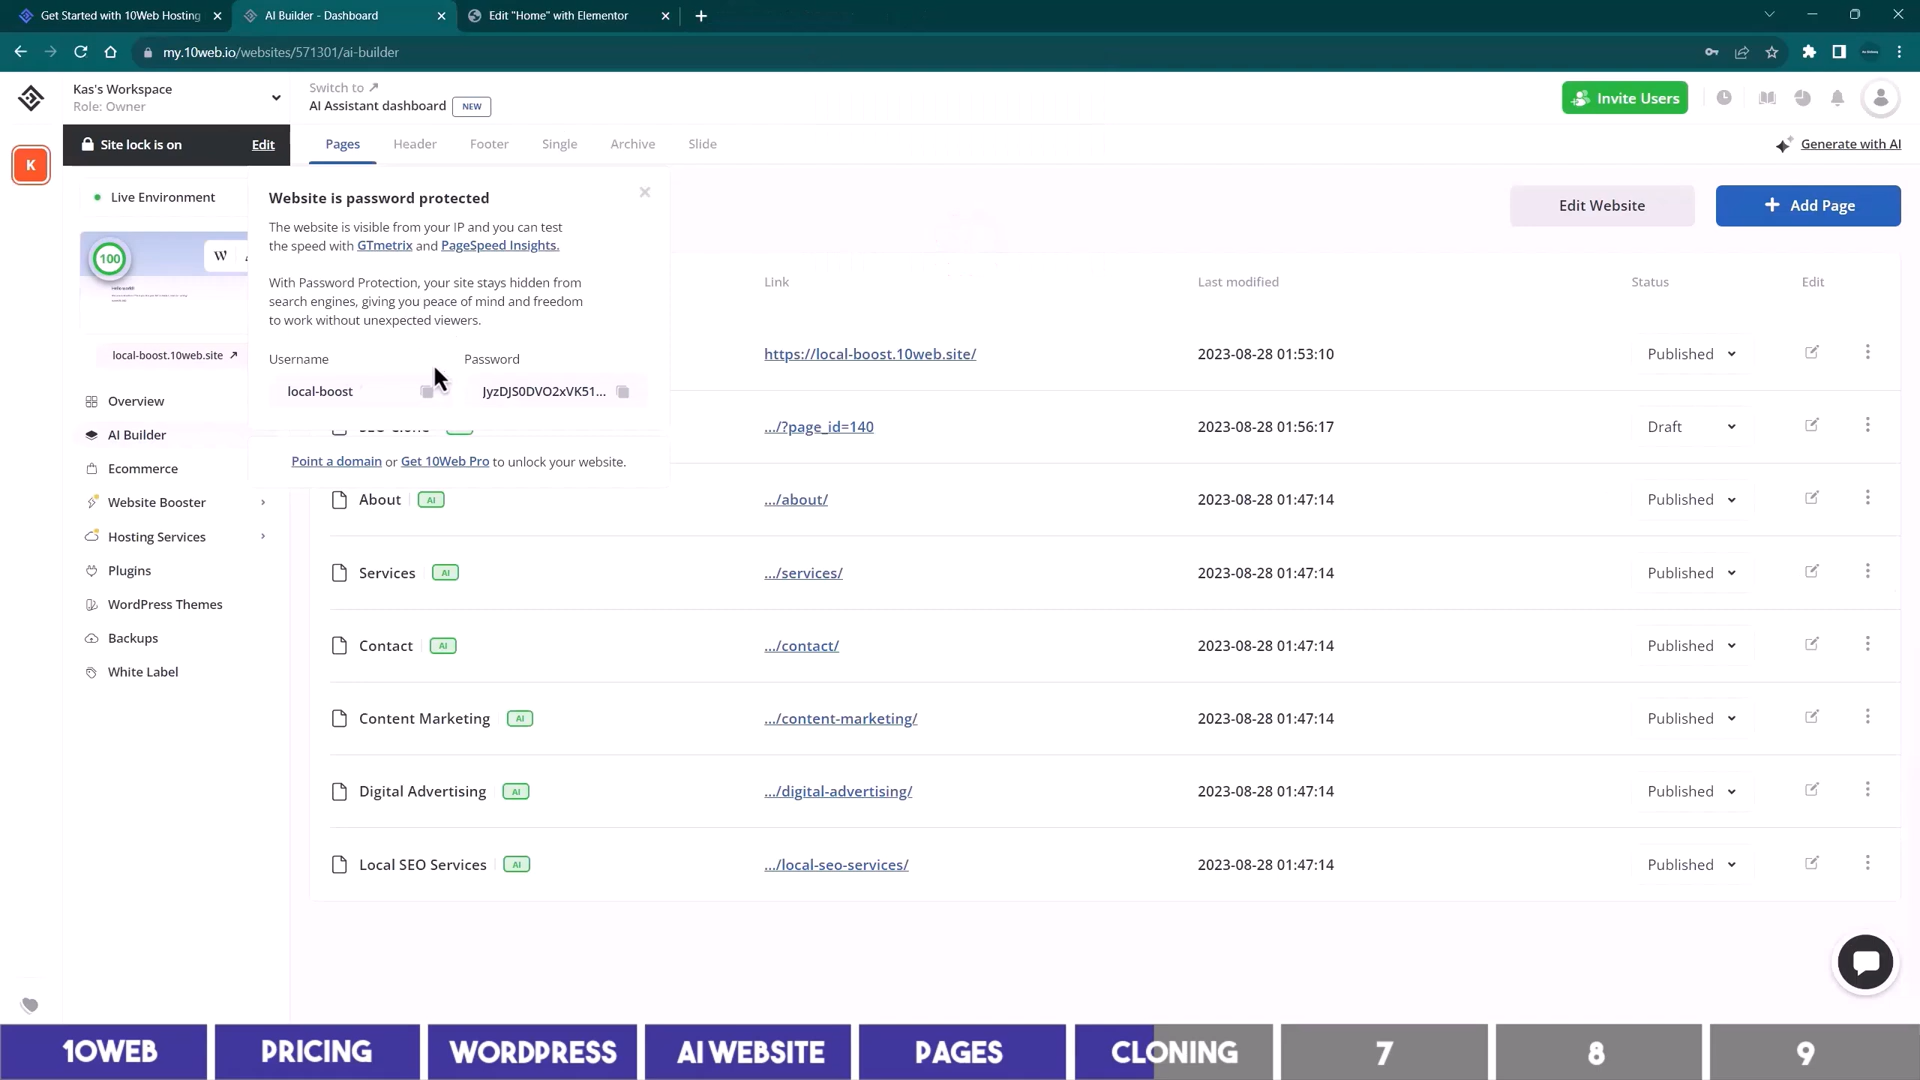 Get Started with 10Web Hosting
AI Builder - Dashboard
Edit "Home" with Elementor
my.10web.io/websites/571301/ai-builder
Kas's Workspace
Role: Owner
Switch to
AI Assistant dashboard NEW
Invite Users
K
Site lock is on
Edit
Pages
Header
Footer
Single
Archive
Slide
Generate with AI
Live Environment
Website is password protected
The website is visible from your IP and you can test
the speed with GTmetrix and PageSpeed Insights.
With Password Protection, your site stays hidden from
search engines, giving you peace of mind and freedom
to work without unexpected viewers.
Username
Password
local-boost
JyzDJS0DVO2xVK51...
Point a domain or Get 10Web Pro to unlock your website.
Edit Website
Add Page
100
W
local-boost.10web.site
Overview
AI Builder
Ecommerce
Website Booster
Hosting Services
Plugins
WordPress Themes
Backups
White Label
Link
Last modified
Status
Edit
https://local-boost.10web.site/
2023-08-28 01:53:10
Published
.../?page_id=140
2023-08-28 01:56:17
Draft
About AI
.../about/
2023-08-28 01:47:14
Published
Services AI
.../services/
2023-08-28 01:47:14
Published
Contact AI
.../contact/
2023-08-28 01:47:14
Published
Content Marketing AI
.../content-marketing/
2023-08-28 01:47:14
Published
Digital Advertising AI
.../digital-advertising/
2023-08-28 01:47:14
Published
Local SEO Services AI
.../local-seo-services/
2023-08-28 01:47:14
Published
10WEB
PRICING
WORDPRESS
AI WEBSITE
PAGES
CLONING
7
8
9